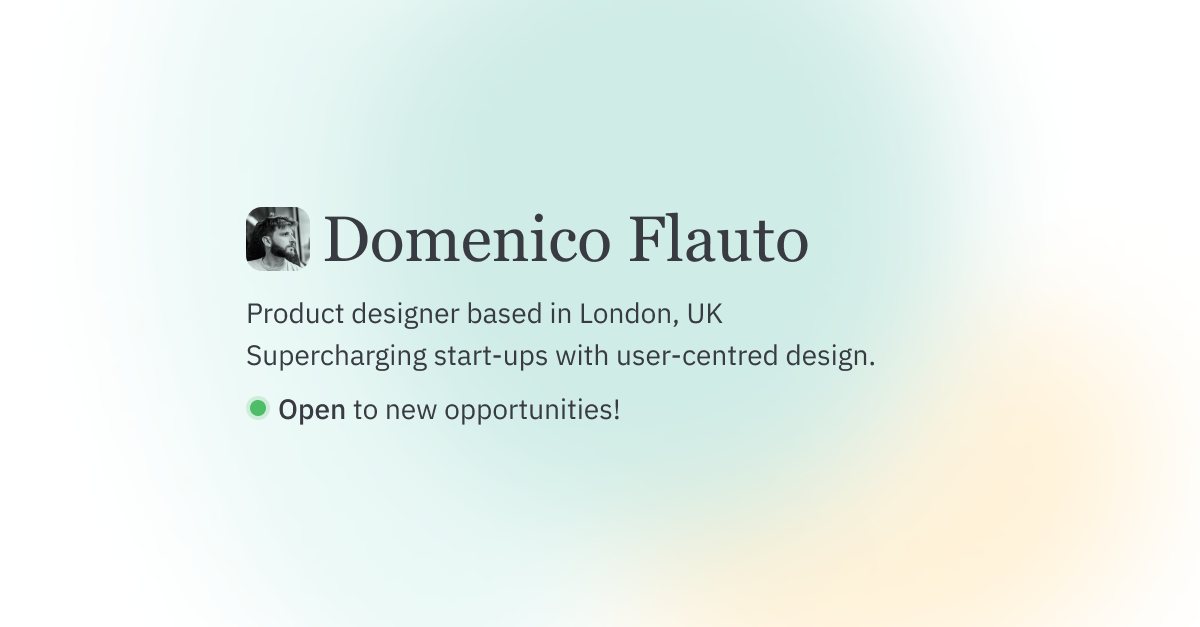 Domenico Flauto
Product designer based in London, UK
Supercharging start-ups with user-centred design.
Open to new opportunities!